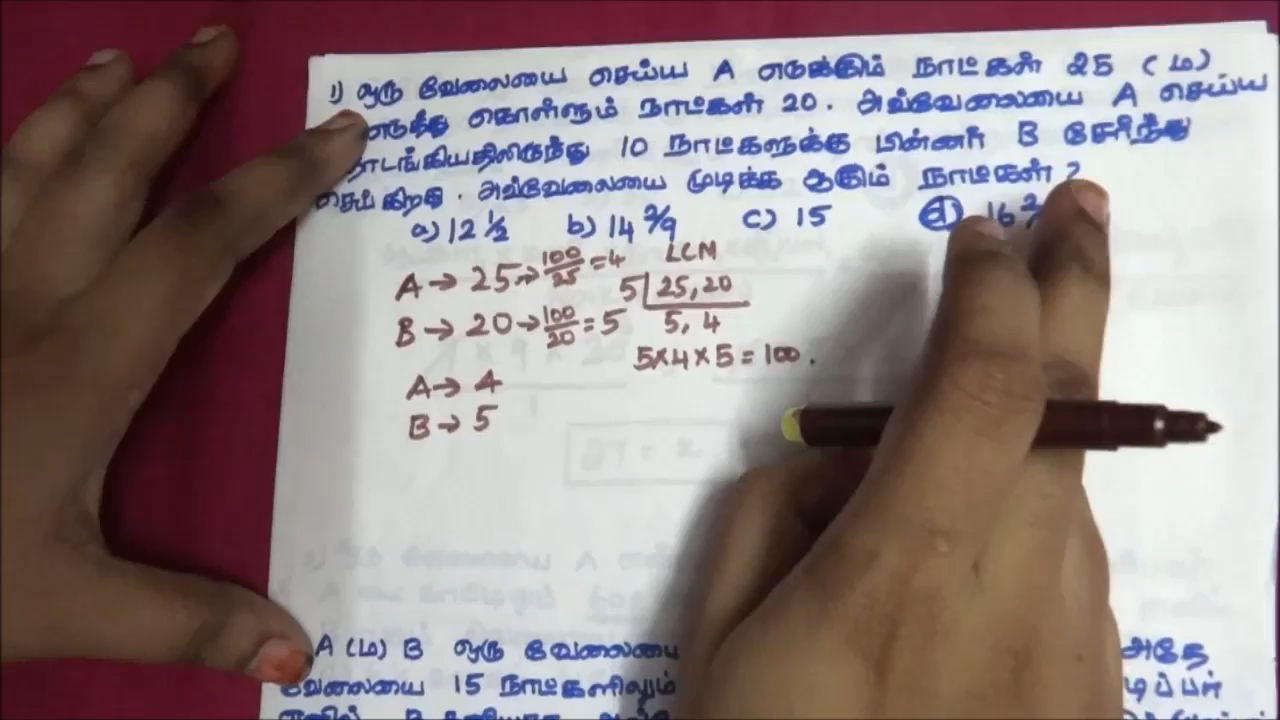 1) ஒரு வேலையை செய்ய A எடுக்கும் நாட்கள் 25 (ம)
எடுத்து கொள்ளும் நாட்கள் 20. அவ்வேலையை A செய்ய
10 நாட்களுக்கு பின்னர் B சேர்ந்து
செய்கிறது. அவ்வேலையை முடிக்க ஆகும் நாட்கள்?
a) 12 ½ b) 14 2/9 c) 15 d) 16
A → 25 → 100/25 = 4 LCM
5 | 25, 20
B → 20 → 100/20 = 5 5, 4
5 x 4 x 5 = 100.
A → 4
B → 5
A (ம) B ஒரு வேலையை அதே
வேலையை 15 நாட்களிலும்
எனில் B